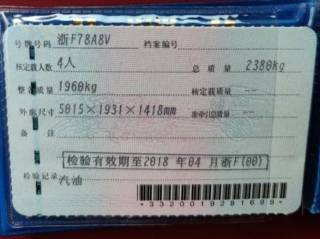 号牌号码 浙F78A8V 档案编号
核定载人数 4人 总质量 2380kg
整备质量 1960kg 核定载质量 --
外廓尺寸 5015×1931×1418mm 准牵引总质量 --
备注
检验有效期至2018 年04 月浙F(00)
检验记录 汽油